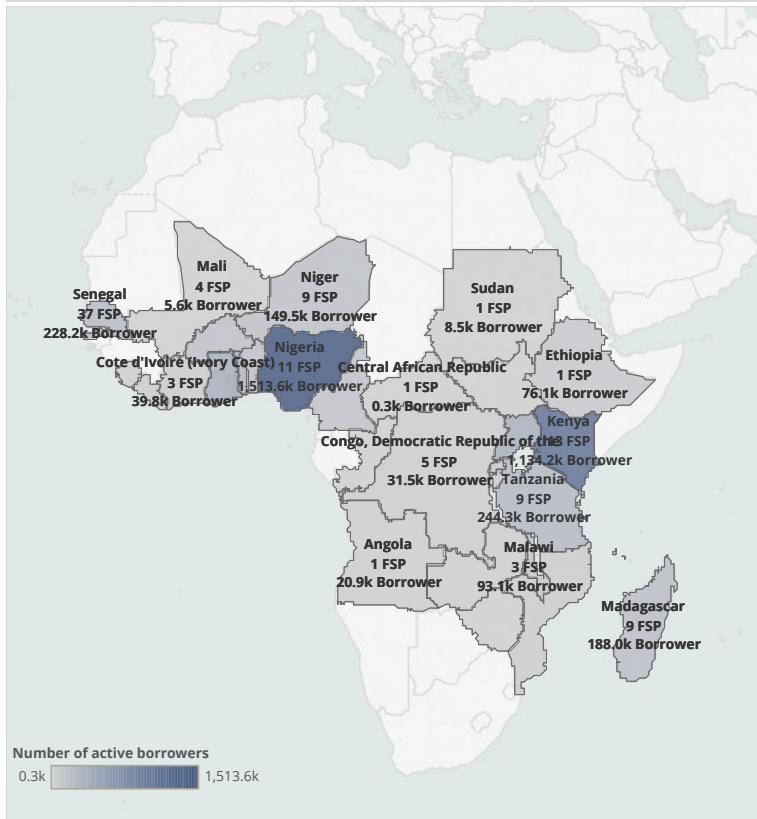 Mali
4 FSP
5.6k Borrower
Niger
9 FSP
149.5k Borrower
Sudan
1 FSP
8.5k Borrower
Senegal
37 FSP
228.2k Borrower
Nigeria
11 FSP
1,513.6k Borrower
Ethiopia
1 FSP
76.1k Borrower
Cote d'Ivoire (Ivory Coast)
3 FSP
39.8k Borrower
Central African Republic
1 FSP
0.3k Borrower
Kenya
13 FSP
1,134.2k Borrower
Congo, Democratic Republic of the
5 FSP
31.5k Borrower
Tanzania
9 FSP
244.3k Borrower
Angola
1 FSP
20.9k Borrower
Malawi
3 FSP
93.1k Borrower
Madagascar
9 FSP
188.0k Borrower
Number of active borrowers
0.3k 1,513.6k